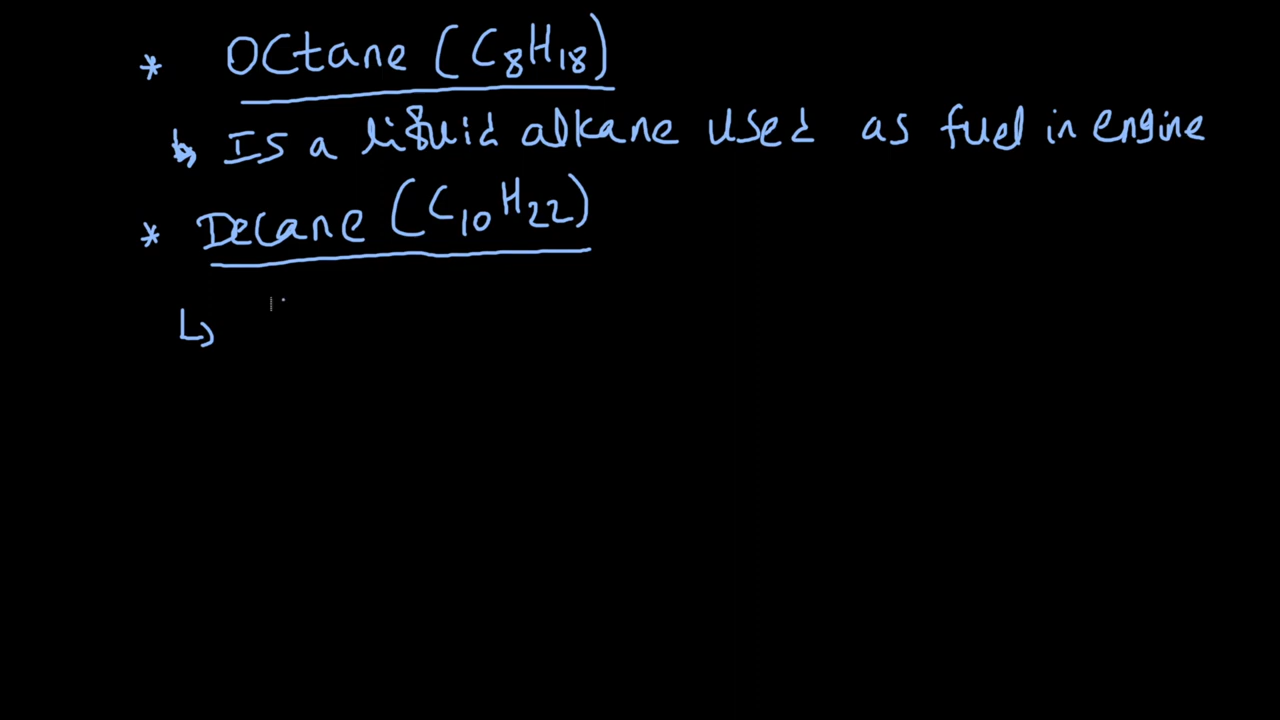 * Octane (C₈H₁₈)
↳ Is a liquid alkane used as fuel in engine
* Decane (C₁₀H₂₂)
↳